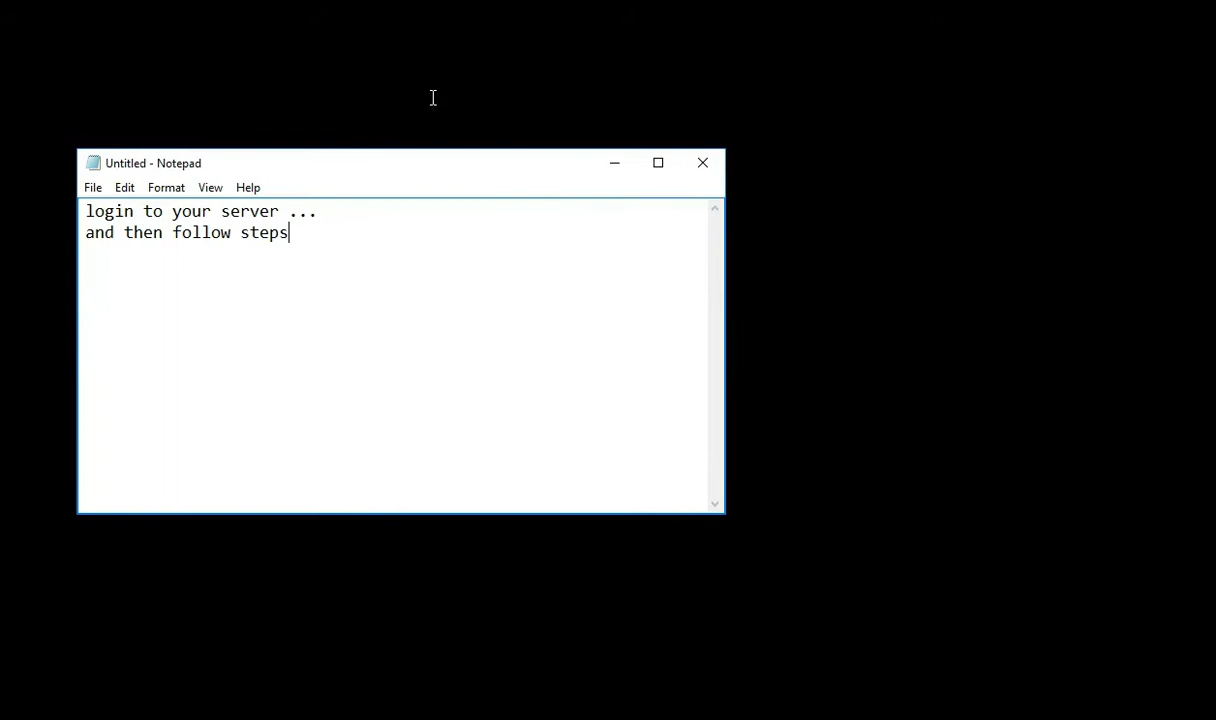 Untitled - Notepad
File Edit Format View Help
login to your server ...
and then follow steps